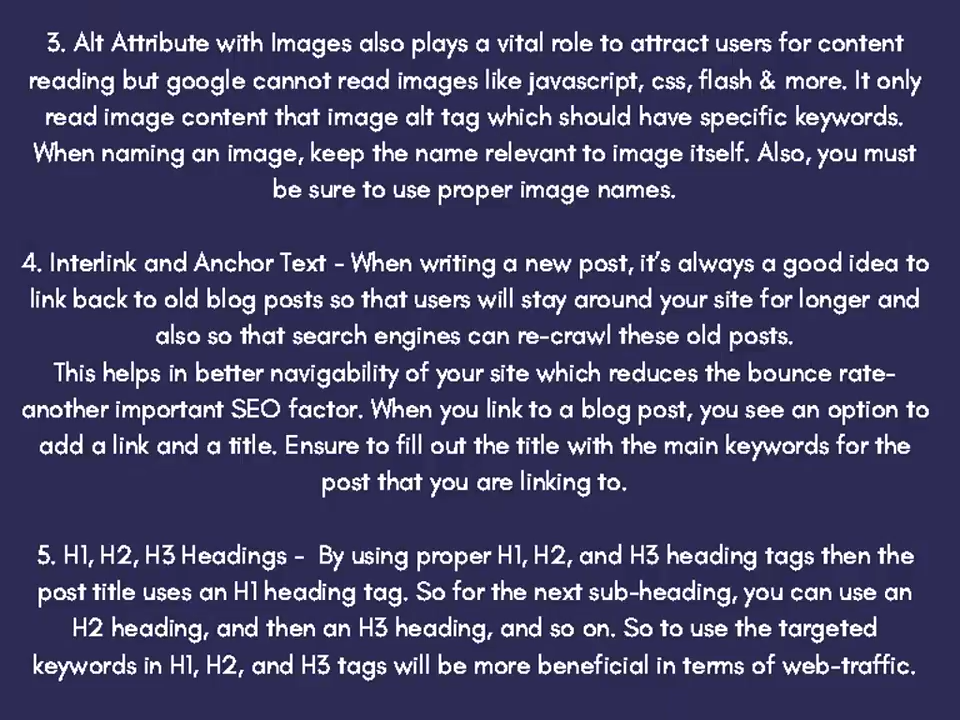 3. Alt Attribute with Images also plays a vital role to attract users for content
reading but google cannot read images like javascript, css, flash & more. It only
read image content that image alt tag which should have specific keywords.
When naming an image, keep the name relevant to image itself. Also, you must
be sure to use proper image names.
4. Interlink and Anchor Text - When writing a new post, it's always a good idea to
link back to old blog posts so that users will stay around your site for longer and
also so that search engines can re-crawl these old posts.
This helps in better navigability of your site which reduces the bounce rate-
another important SEO factor. When you link to a blog post, you see an option to
add a link and a title. Ensure to fill out the title with the main keywords for the
post that you are linking to.
5. H1, H2, H3 Headings - By using proper H1, H2, and H3 heading tags then the
post title uses an H1 heading tag. So for the next sub-heading, you can use an
H2 heading, and then an H3 heading, and so on. So to use the targeted
keywords in H1, H2, and H3 tags will be more beneficial in terms of web-traffic.